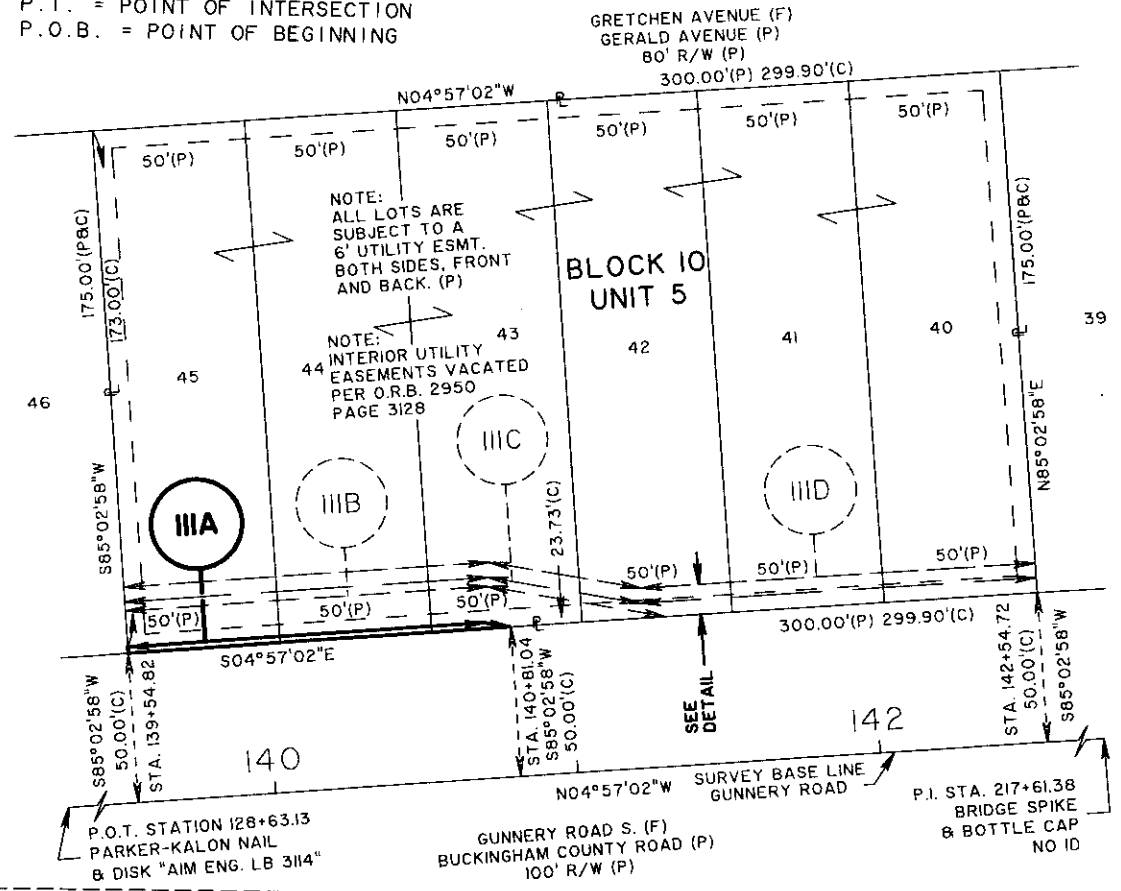 P.T. = POINT OF INTERSECTION
P.O.B. = POINT OF BEGINNING
GRETCHEN AVENUE (F)
GERALD AVENUE (P)
80' R/W (P)
300.00'(P) 299.90'(C)
N04°57'02"W
50'(P)
50'(P)
50'(P)
50'(P)
50'(P)
50'(P)
175.00'(P&C)
173.00'(C)
S85°02'58"W
NOTE:
ALL LOTS ARE
SUBJECT TO A
6' UTILITY ESMT.
BOTH SIDES, FRONT
AND BACK. (P)
BLOCK 10
UNIT 5
NOTE:
INTERIOR UTILITY
EASEMENTS VACATED
PER O.R.B. 2950
PAGE 3128
46
45
44
43
42
41
40
39
175.00'(P&C)
N85°02'58"E
IIIA
IIIB
IIIC
IIID
23.73'(C)
50'(P)
50'(P)
50'(P)
50'(P)
50'(P)
50'(P)
S04°57'02"E
300.00'(P) 299.90'(C)
S85°02'58"W
50.00'(C)
STA. 139+54.82
STA. 140+81.04
S85°02'58"W
50.00'(C)
SEE
DETAIL
STA. 142+54.72
50.00'(C)
S85°02'58"W
140
142
N04°57'02"W
SURVEY BASE LINE
GUNNERY ROAD
P.O.T. STATION 128+63.13
PARKER-KALON NAIL
& DISK "AIM ENG. LB 3114"
GUNNERY ROAD S. (F)
BUCKINGHAM COUNTY ROAD (P)
100' R/W (P)
P.I. STA. 217+61.38
BRIDGE SPIKE
& BOTTLE CAP
NO ID